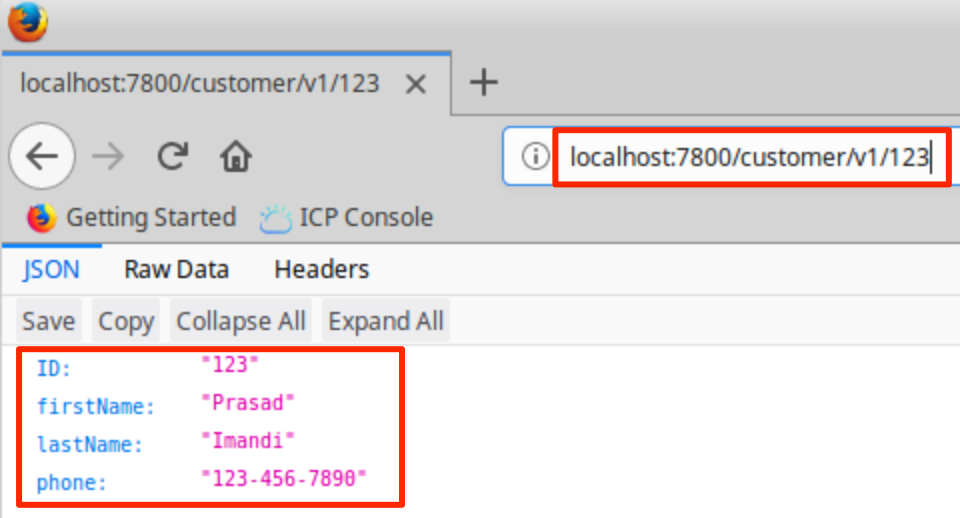 localhost:7800/customer/v1/123
localhost:7800/customer/v1/123
Getting Started ICP Console
JSON Raw Data Headers
Save Copy Collapse All Expand All
ID: "123"
firstName: "Prasad"
lastName: "Imandi"
phone: "123-456-7890"